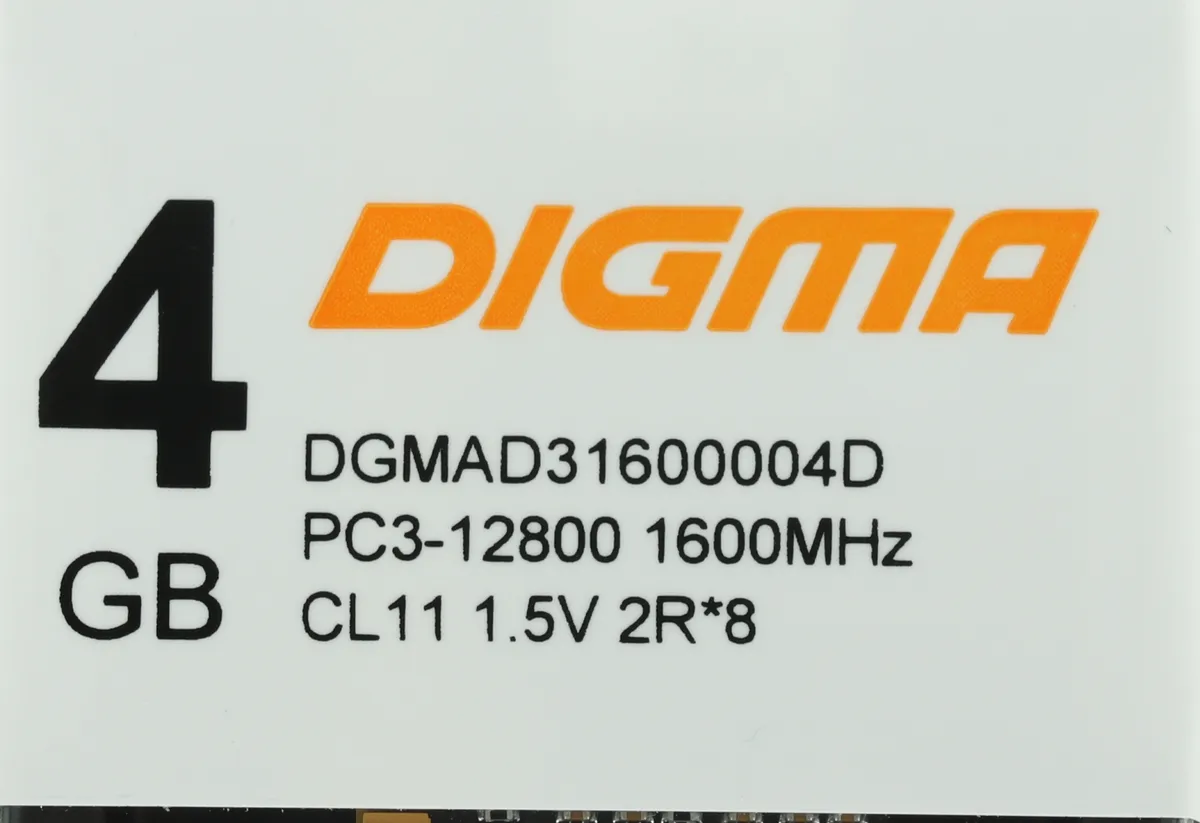 4
GB
DIGMA
DGMAD31600004D
PC3-12800 1600MHz
CL11 1.5V 2R*8